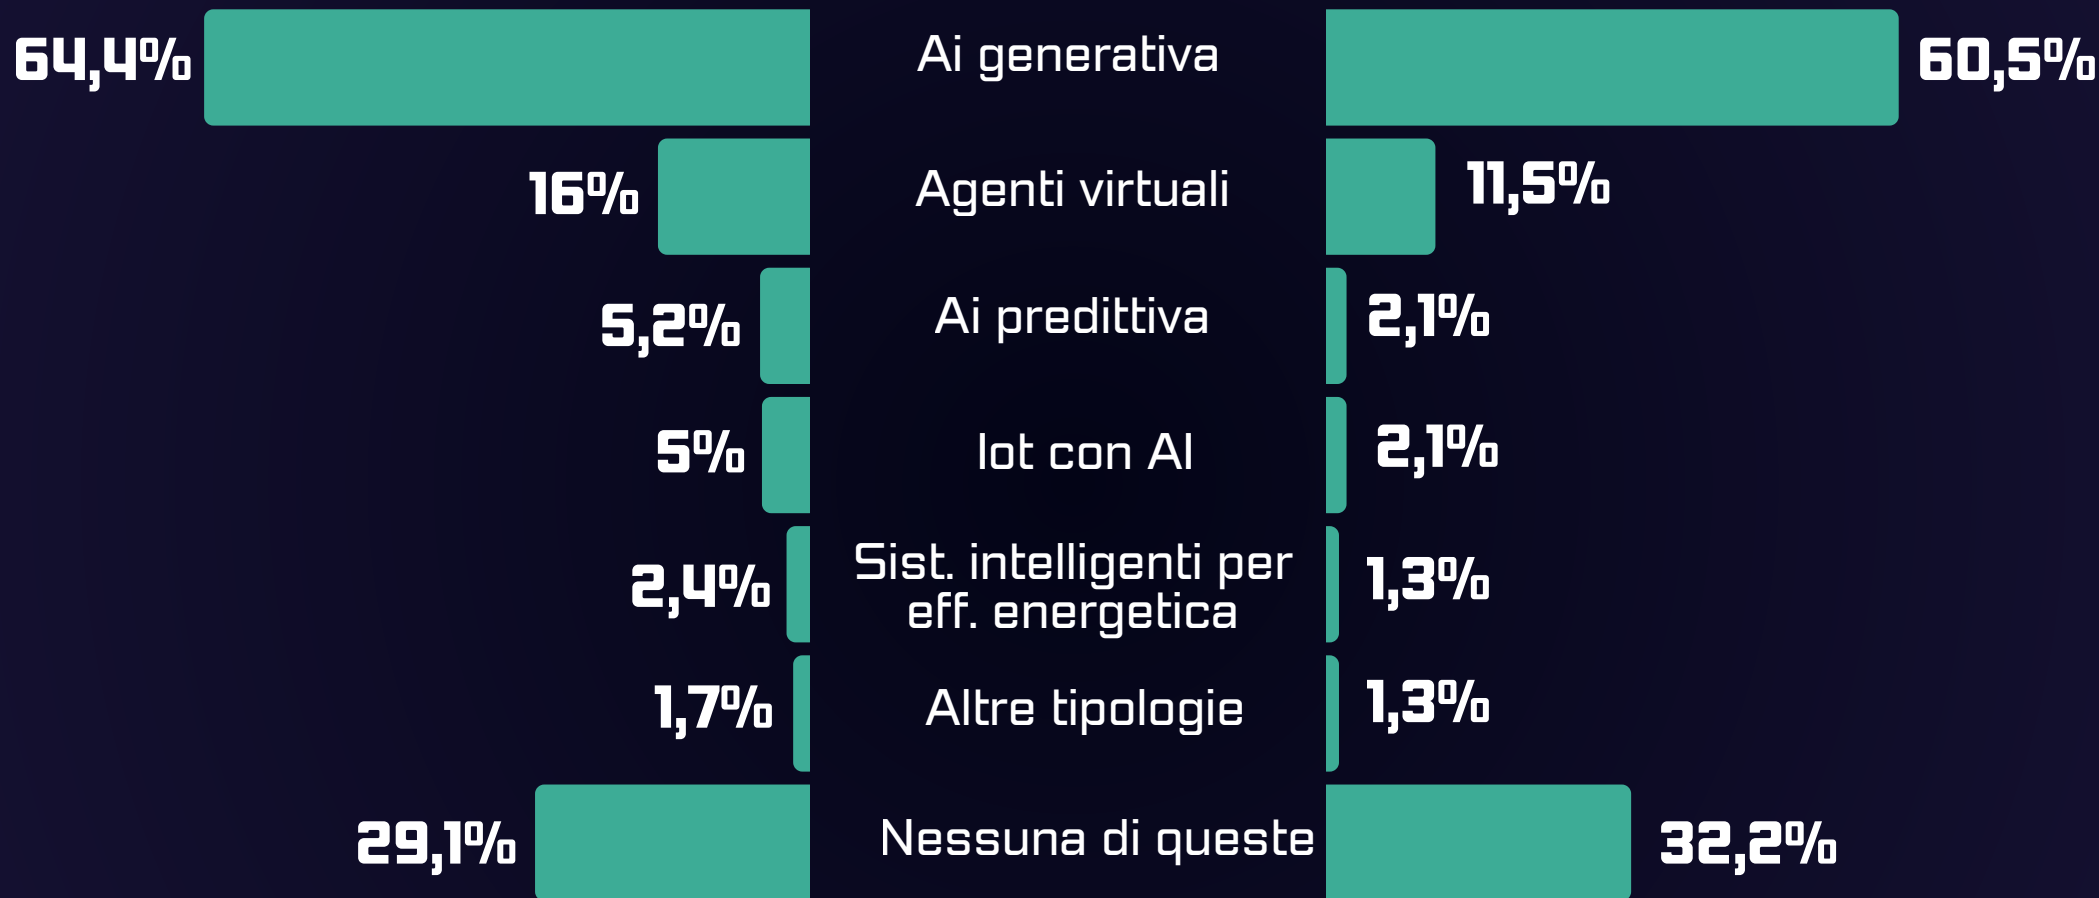 64,4%
Ai generativa
60,5%
16%
Agenti virtuali
11,5%
5,2%
Ai predittiva
2,1%
5%
Iot con AI
2,1%
2,4%
Sist. intelligenti per
eff. energetica
1,3%
1,7%
Altre tipologie
1,3%
29,1%
Nessuna di queste
32,2%